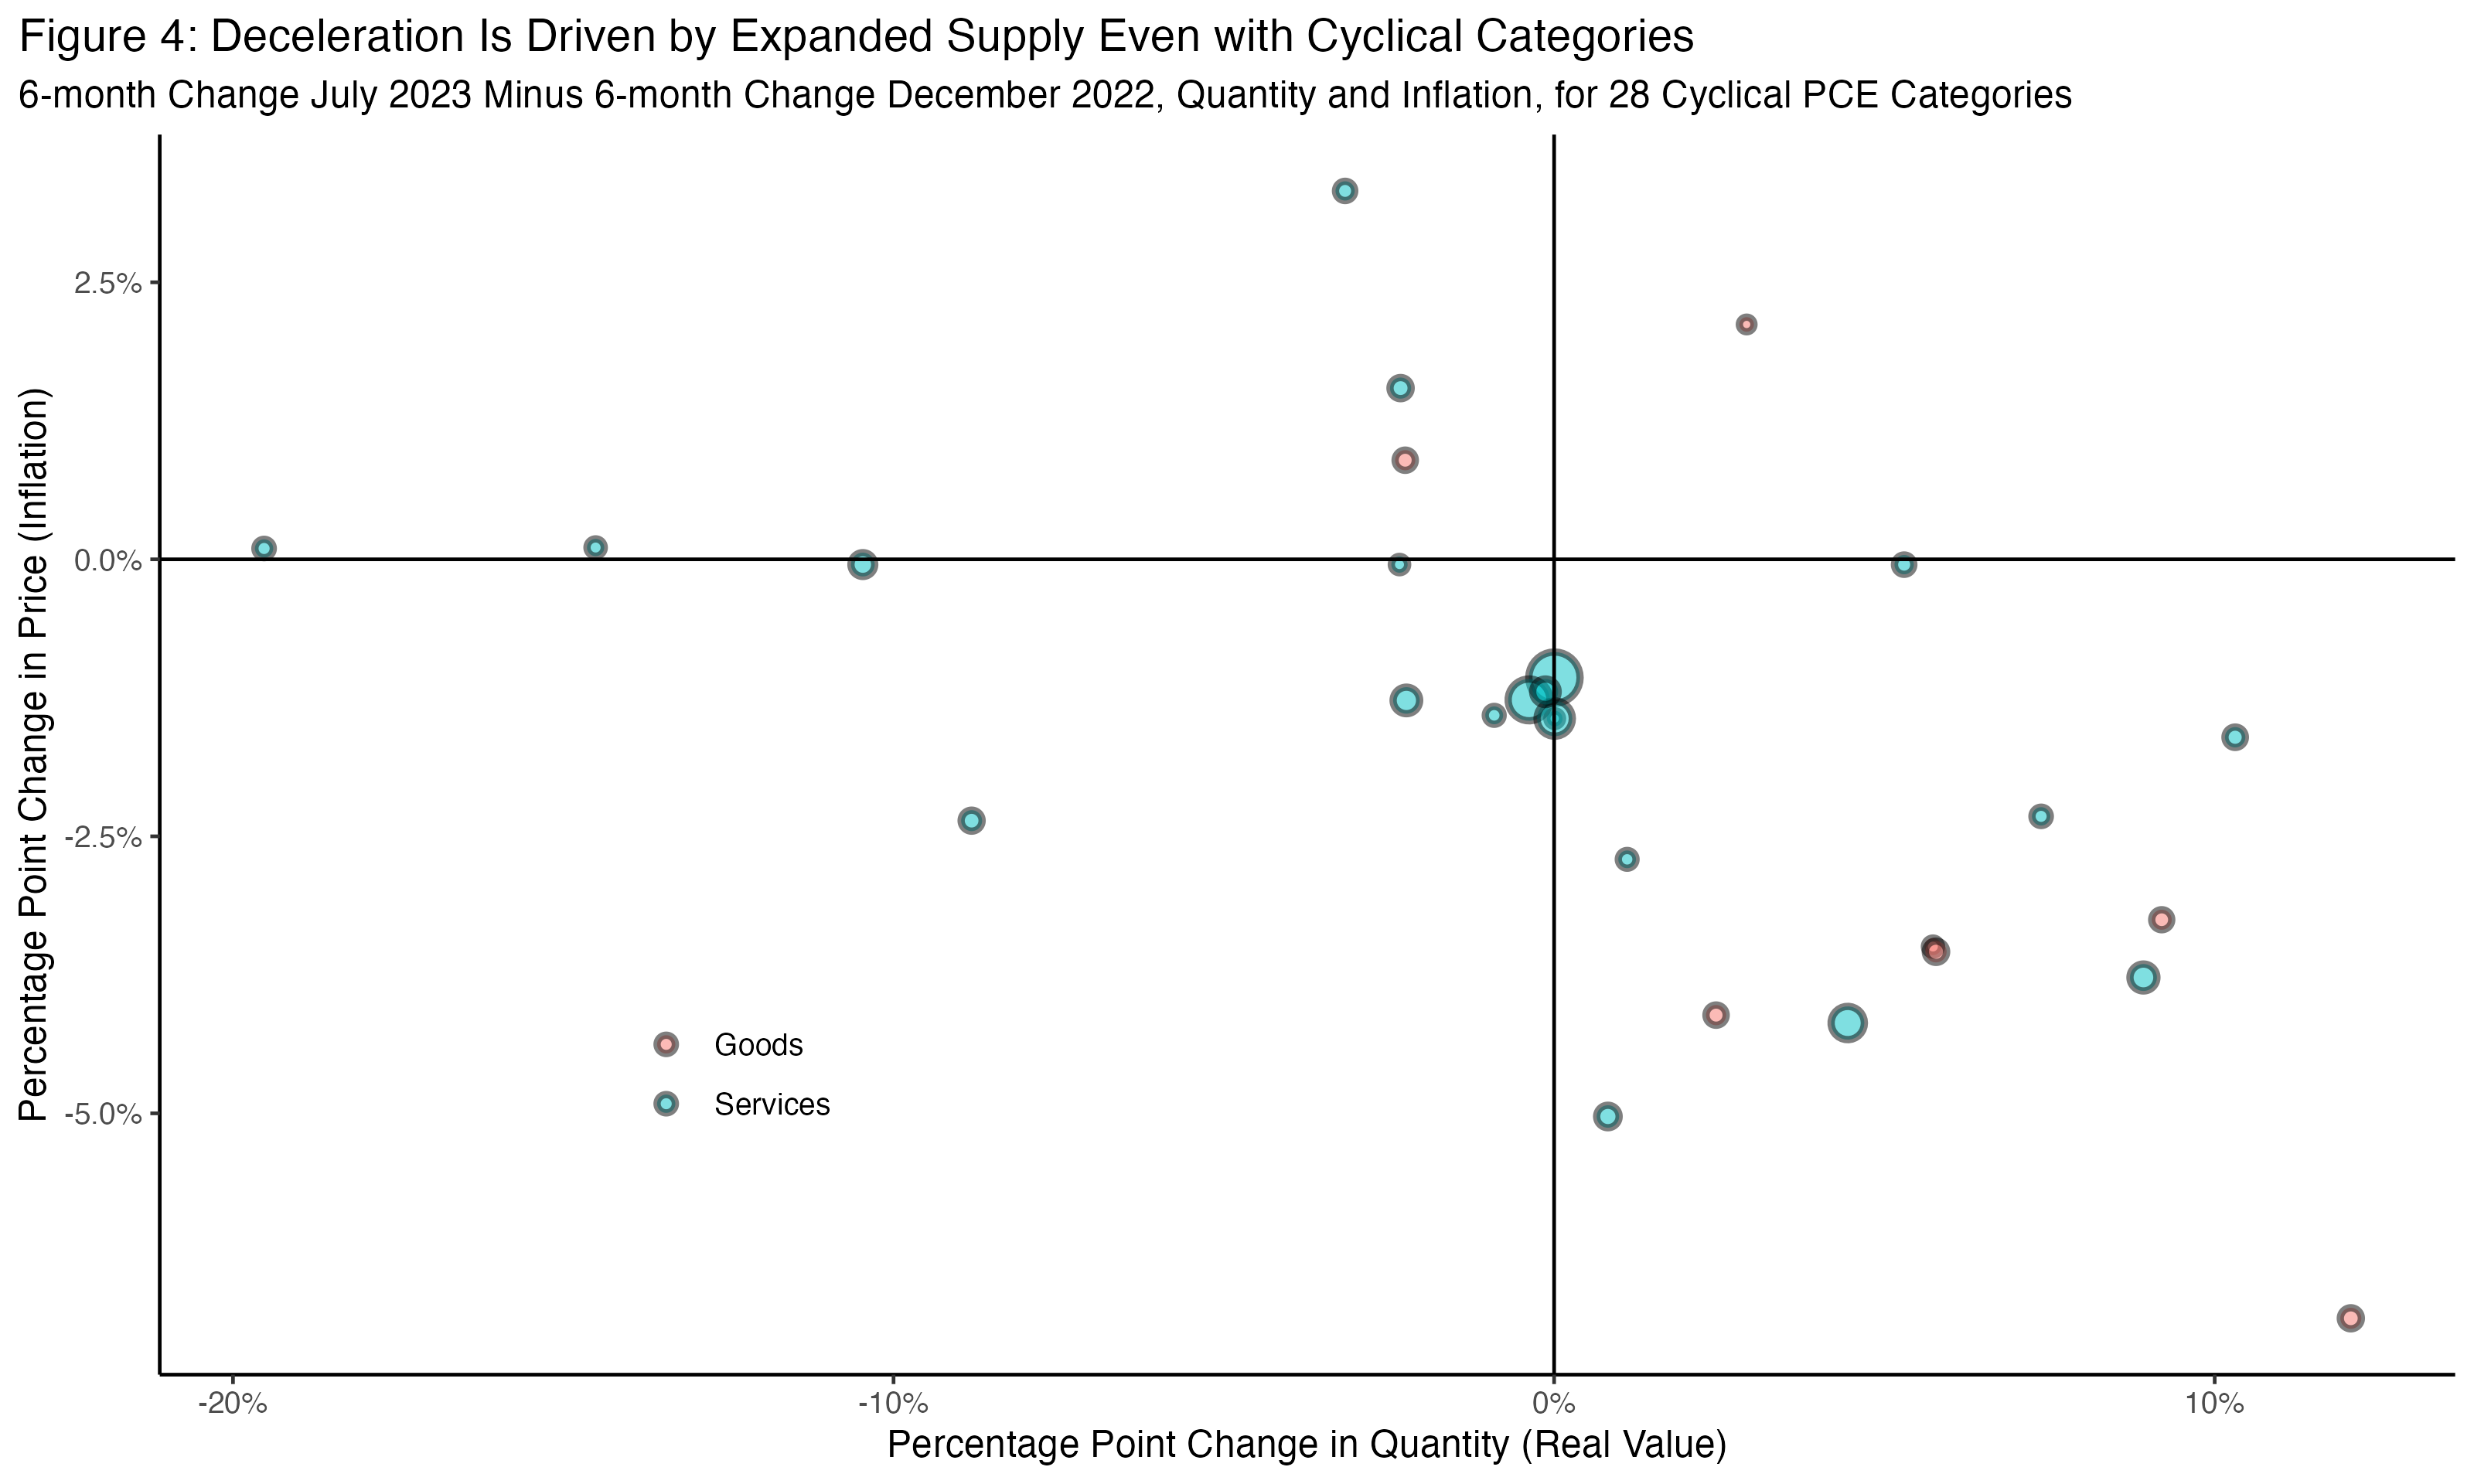 Figure 4: Deceleration Is Driven by Expanded Supply Even with Cyclical Categories
6-month Change July 2023 Minus 6-month Change December 2022, Quantity and Inflation, for 28 Cyclical PCE Categories
Percentage Point Change in Price (Inflation)
2.5%
0.0%
-2.5%
-5.0%
Goods
Services
-20%
-10%
0%
10%
Percentage Point Change in Quantity (Real Value)